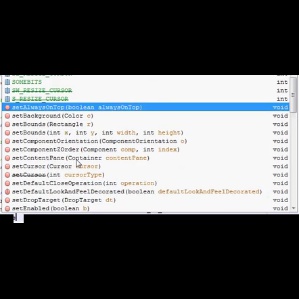 SOMEBITS int
SW_RESIZE_CURSOR int
S_RESIZE_CURSOR int
setAlwaysOnTop(boolean alwaysOnTop) void
setBackground(Color c) void
setBounds(Rectangle r) void
setBounds(int x, int y, int width, int height) void
setComponentOrientation(ComponentOrientation o) void
setComponentZOrder(Component comp, int index) void
setContentPane(Container contentPane) void
setCursor(Cursor cursor) void
setCursor(int cursorType) void
setDefaultCloseOperation(int operation) void
setDefaultLookAndFeelDecorated(boolean defaultLookAndFeelDecorated) void
setDropTarget(DropTarget dt) void
setEnabled(boolean b) void